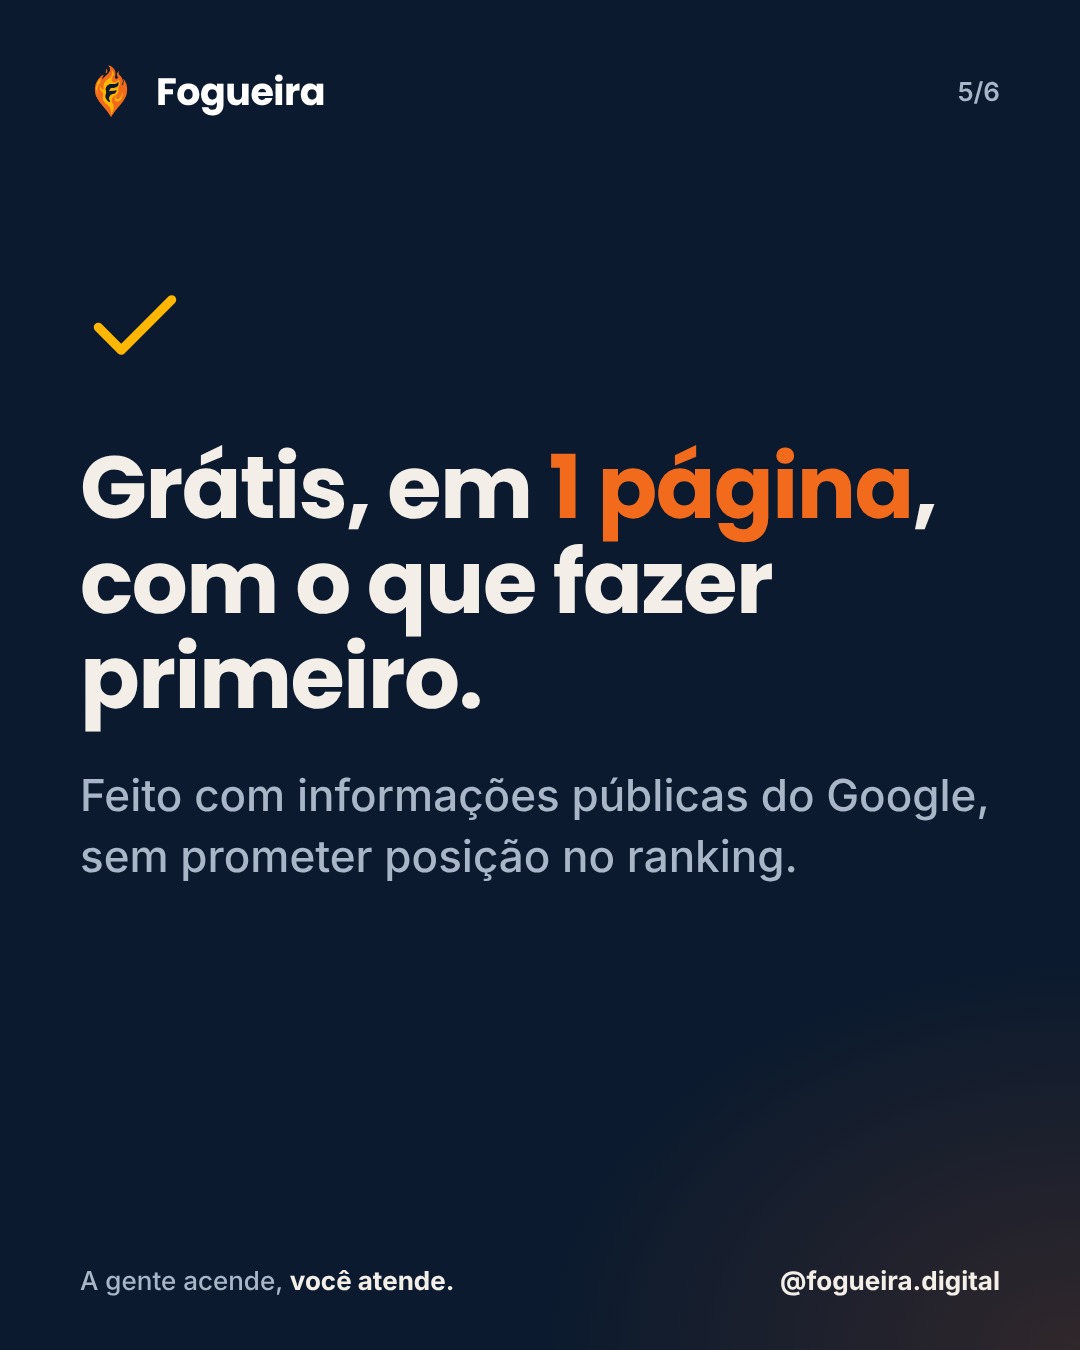 Fogueira
5/6
Grátis, em 1 página,
com o que fazer
primeiro.
Feito com informações públicas do Google,
sem prometer posição no ranking.
A gente acende, você atende.
@fogueira.digital